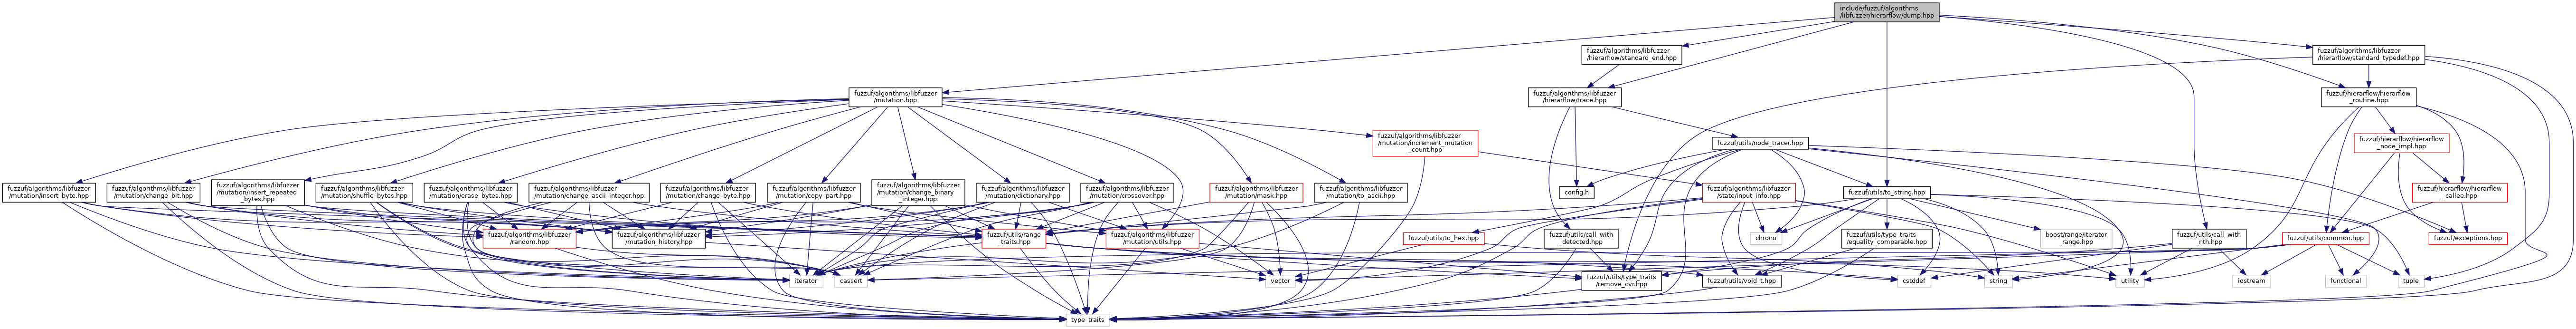 include/fuzzuf/algorithms
/libfuzzer/hierarflow/dump.hpp
fuzzuf/algorithms/libfuzzer
/hierarflow/standard_end.hpp
fuzzuf/algorithms/libfuzzer
/hierarflow/standard_typedef.hpp
fuzzuf/algorithms/libfuzzer
/mutation.hpp
fuzzuf/algorithms/libfuzzer
/hierarflow/trace.hpp
fuzzuf/hierarflow/hierarflow
_routine.hpp
fuzzuf/algorithms/libfuzzer
/mutation/increment_mutation
_count.hpp
fuzzuf/utils/node_tracer.hpp
fuzzuf/hierarflow/hierarflow
_node_impl.hpp
fuzzuf/algorithms/libfuzzer
/mutation/insert_byte.hpp
fuzzuf/algorithms/libfuzzer
/mutation/change_bit.hpp
fuzzuf/algorithms/libfuzzer
/mutation/insert_repeated
_bytes.hpp
fuzzuf/algorithms/libfuzzer
/mutation/shuffle_bytes.hpp
fuzzuf/algorithms/libfuzzer
/mutation/erase_bytes.hpp
fuzzuf/algorithms/libfuzzer
/mutation/change_ascii_integer.hpp
fuzzuf/algorithms/libfuzzer
/mutation/change_byte.hpp
fuzzuf/algorithms/libfuzzer
/mutation/copy_part.hpp
fuzzuf/algorithms/libfuzzer
/mutation/change_binary
_integer.hpp
fuzzuf/algorithms/libfuzzer
/mutation/dictionary.hpp
fuzzuf/algorithms/libfuzzer
/mutation/crossover.hpp
fuzzuf/algorithms/libfuzzer
/mutation/mask.hpp
fuzzuf/algorithms/libfuzzer
/mutation/to_ascii.hpp
config.h
fuzzuf/algorithms/libfuzzer
/state/input_info.hpp
fuzzuf/utils/to_string.hpp
fuzzuf/hierarflow/hierarflow
_callee.hpp
fuzzuf/algorithms/libfuzzer
/random.hpp
fuzzuf/algorithms/libfuzzer
/mutation_history.hpp
fuzzuf/utils/range
_traits.hpp
fuzzuf/algorithms/libfuzzer
/mutation/utils.hpp
fuzzuf/utils/to_hex.hpp
fuzzuf/utils/call_with
_detected.hpp
chrono
fuzzuf/utils/type_traits
/equality_comparable.hpp
boost/range/iterator
_range.hpp
fuzzuf/utils/call_with
_nth.hpp
fuzzuf/utils/common.hpp
fuzzuf/exceptions.hpp
iterator
cassert
vector
fuzzuf/utils/type_traits
/remove_cvr.hpp
fuzzuf/utils/void_t.hpp
cstddef
string
utility
iostream
functional
tuple
type_traits